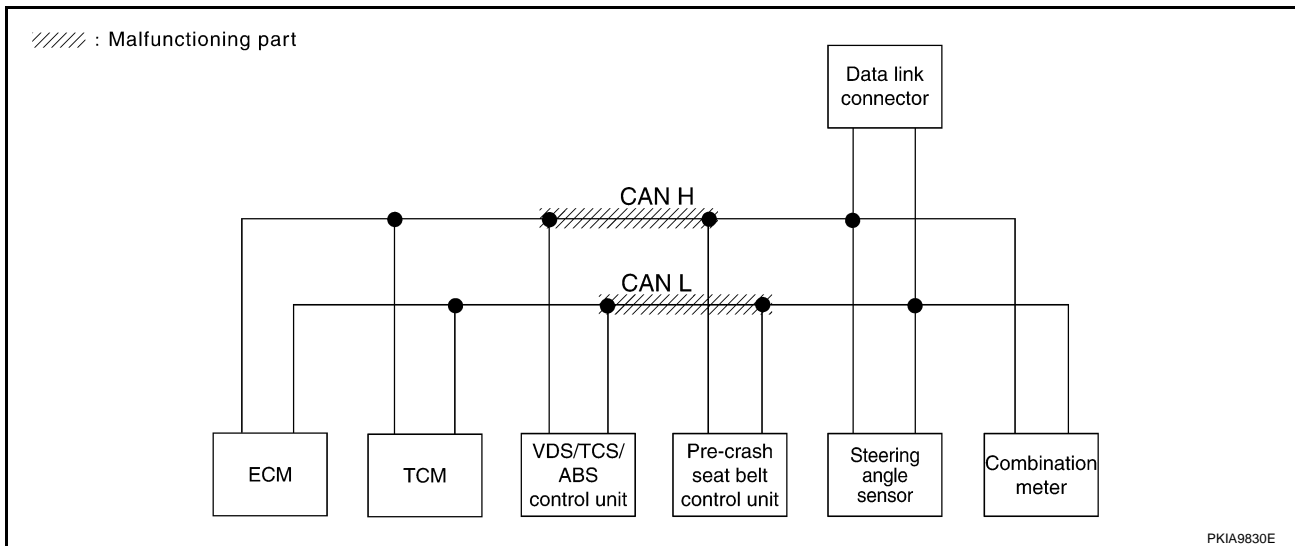 : Malfunctioning part
Data link
connector
CAN H
CAN L
ECM
TCM
VDS/TCS/
ABS
control unit
Pre-crash
seat belt
control unit
Steering
angle
sensor
Combination
meter
PKIA9830E